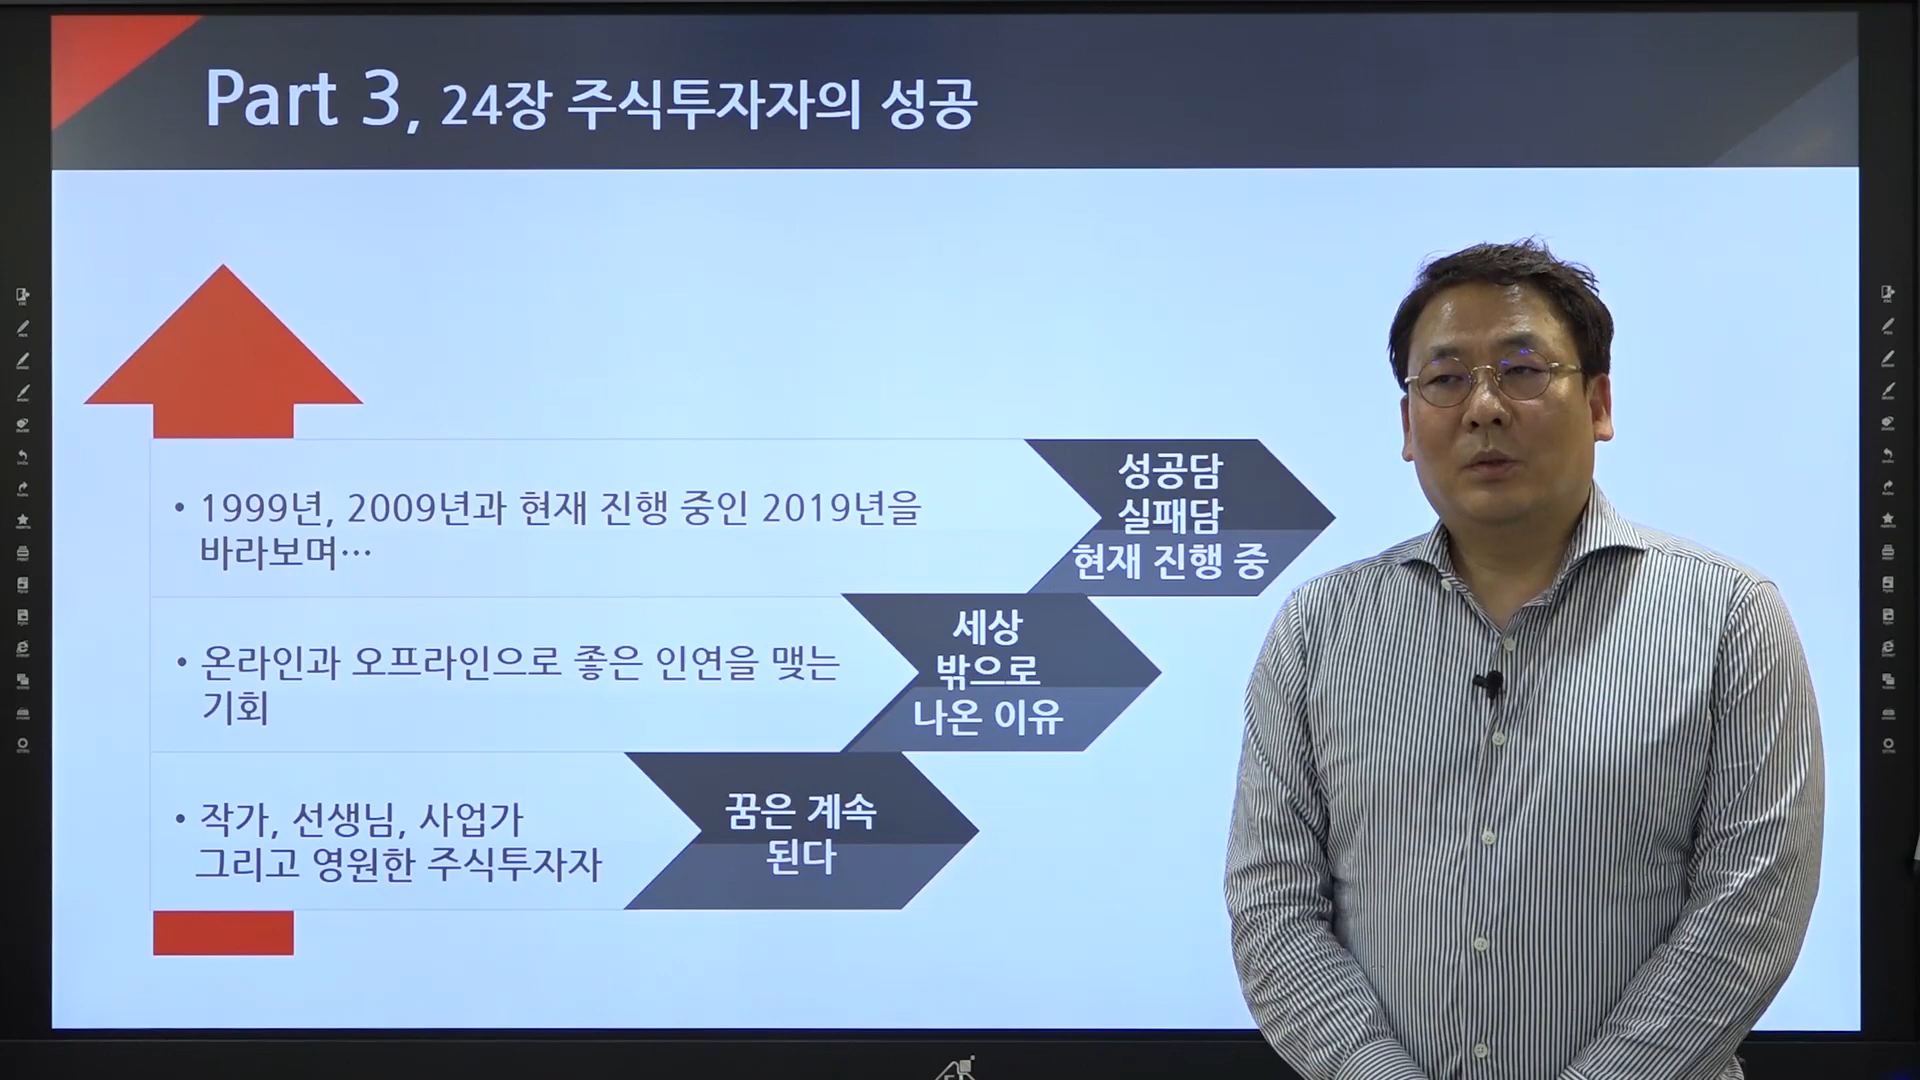 Part 3, 24장 주식투자자의 성공
• 1999년, 2009년과 현재 진행 중인 2019년을
바라보며…
성공담
실패담
현재 진행 중
• 온라인과 오프라인으로 좋은 인연을 맺는
기회
세상
밖으로
나온 이유
• 작가, 선생님, 사업가
그리고 영원한 주식투자자
꿈은 계속
된다